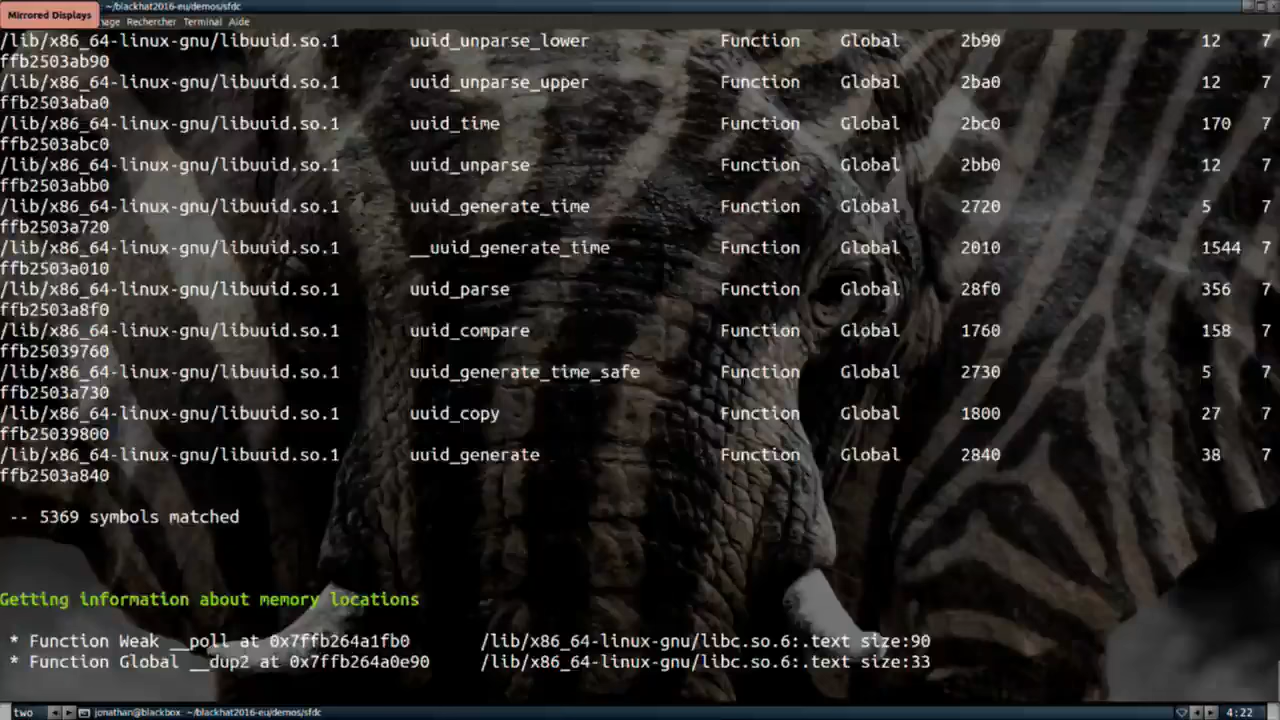 Mirrored Displays
: ~/blackhat2016-eu/demos/sfdc
Rechercher Terminal Aide
/lib/x86_64-linux-gnu/libuuid.so.1 uuid_unparse_lower Function Global 2b90 12 7
ffb2503ab90
/lib/x86_64-linux-gnu/libuuid.so.1 uuid_unparse_upper Function Global 2ba0 12 7
ffb2503aba0
/lib/x86_64-linux-gnu/libuuid.so.1 uuid_time Function Global 2bc0 170 7
ffb2503abc0
/lib/x86_64-linux-gnu/libuuid.so.1 uuid_unparse Function Global 2bb0 12 7
ffb2503abb0
/lib/x86_64-linux-gnu/libuuid.so.1 uuid_generate_time Function Global 2720 5 7
ffb2503a720
/lib/x86_64-linux-gnu/libuuid.so.1 __uuid_generate_time Function Global 2010 1544 7
ffb2503a010
/lib/x86_64-linux-gnu/libuuid.so.1 uuid_parse Function Global 28f0 356 7
ffb2503a8f0
/lib/x86_64-linux-gnu/libuuid.so.1 uuid_compare Function Global 1760 158 7
ffb25039760
/lib/x86_64-linux-gnu/libuuid.so.1 uuid_generate_time_safe Function Global 2730 5 7
ffb2503a730
/lib/x86_64-linux-gnu/libuuid.so.1 uuid_copy Function Global 1800 27 7
ffb25039800
/lib/x86_64-linux-gnu/libuuid.so.1 uuid_generate Function Global 2840 38 7
ffb2503a840
-- 5369 symbols matched
Getting information about memory locations
* Function Weak __poll at 0x7ffb264a1fb0 /lib/x86_64-linux-gnu/libc.so.6:.text size:90
* Function Global __dup2 at 0x7ffb264a0e90 /lib/x86_64-linux-gnu/libc.so.6:.text size:33
two jonathan@blackbox: ~/blackhat2016-eu/demos/sfdc 4:22